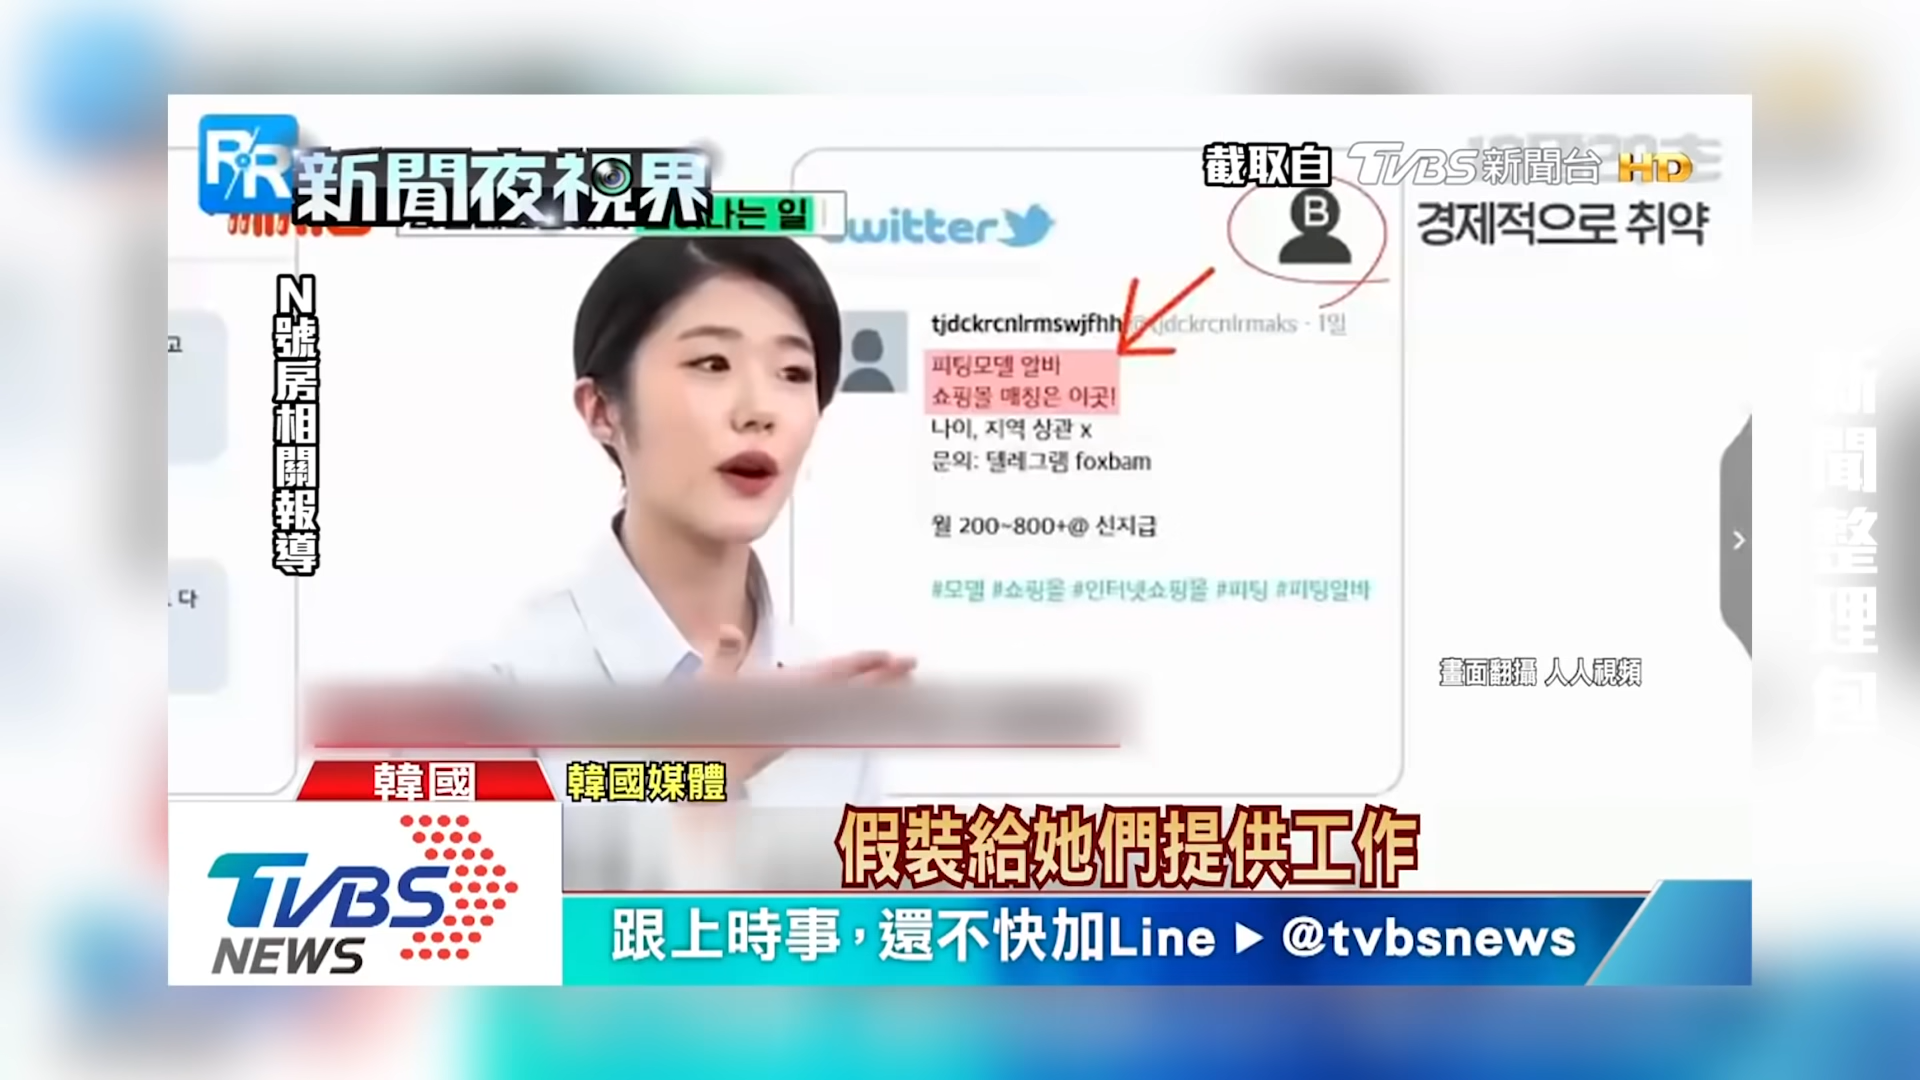 R/R 新聞夜視界
截取自 TVBS新聞台 HD
나는 일
twitter
B
경제적으로 취약
N號房相關報導
tjdckrcnlrmswjfhh @tjdckrcnlrmaks · 1일
피팅모델 알바
쇼핑몰 매칭은 이곳!
나이, 지역 상관 x
문의: 텔레그램 foxbam
월 200~800+@ 선지급
#모델 #쇼핑몰 #인터넷쇼핑몰 #피팅 #피팅알바
고
다
新聞整理包
畫面翻攝 人人視頻
韓國
韓國媒體
假裝給她們提供工作
TVBS
NEWS
跟上時事，還不快加Line ▶ @tvbsnews